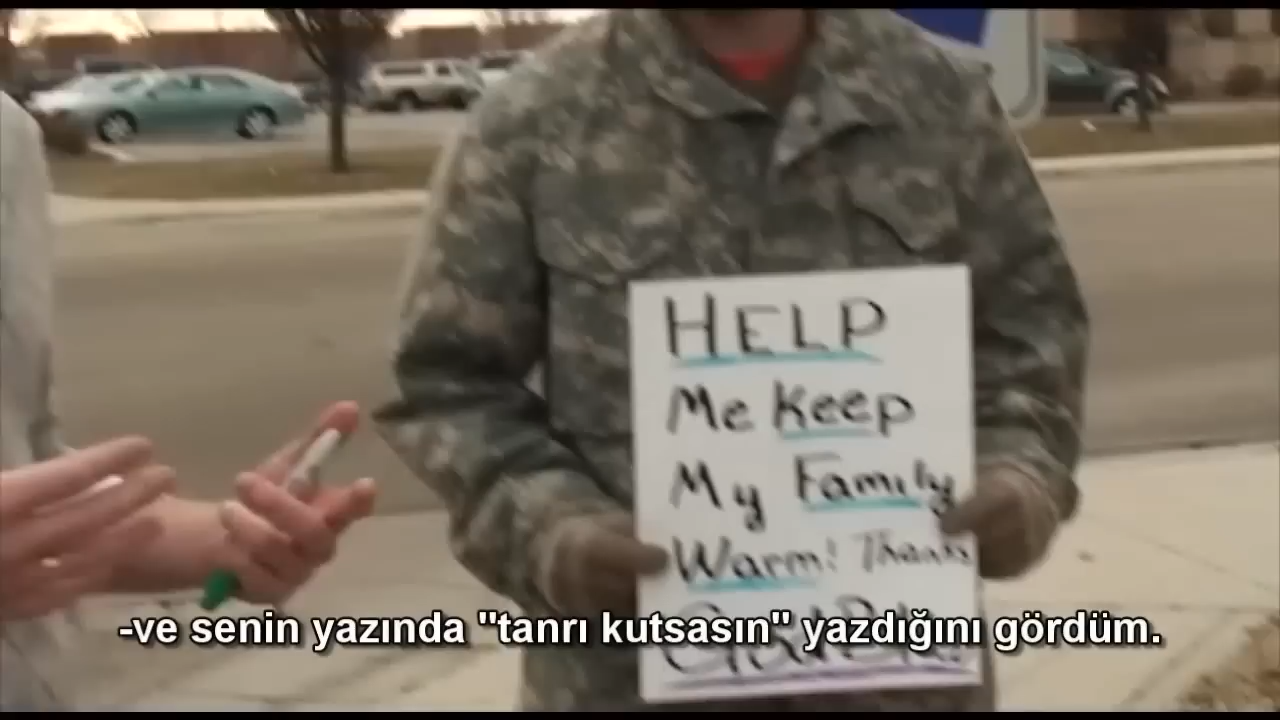 HELP
Me Keep
My Family
Warm! Thanks
-ve senin yazında "tanrı kutsasın" yazdığını gördüm.